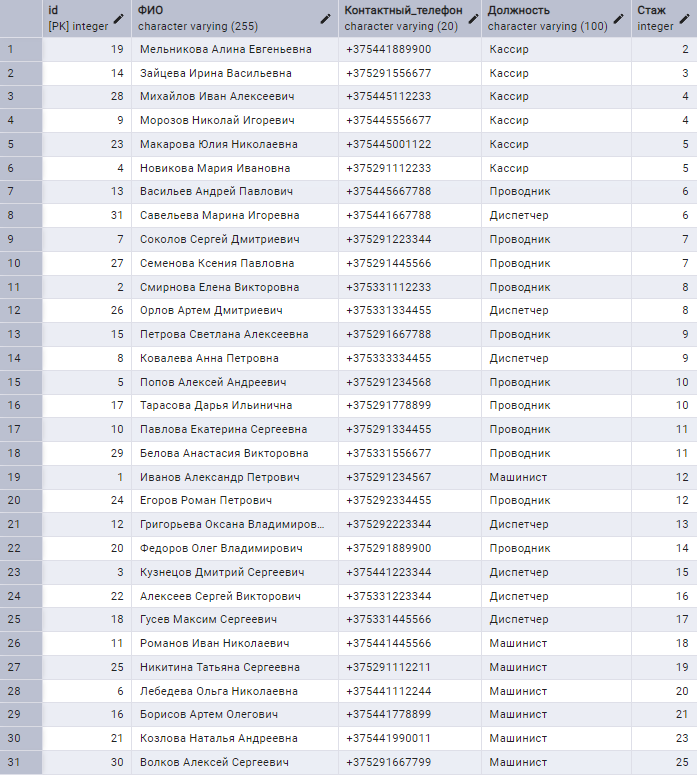 id ФИО Контактный_телефон Должность Стаж
[PK] integer character varying (255) character varying (20) character varying (100) integer
1 19 Мельникова Алина Евгеньевна +375441889900 Кассир 2
2 14 Зайцева Ирина Васильевна +375291556677 Кассир 3
3 28 Михайлов Иван Алексеевич +375445112233 Кассир 4
4 9 Морозов Николай Игоревич +375445556677 Кассир 4
5 23 Макарова Юлия Николаевна +375445001122 Кассир 5
6 4 Новикова Мария Ивановна +375291112233 Кассир 5
7 13 Васильев Андрей Павлович +375445667788 Проводник 6
8 31 Савельева Марина Игоревна +375441667788 Диспетчер 6
9 7 Соколов Сергей Дмитриевич +375291223344 Проводник 7
10 27 Семенова Ксения Павловна +375291445566 Проводник 7
11 2 Смирнова Елена Викторовна +375331112233 Проводник 8
12 26 Орлов Артем Дмитриевич +375331334455 Диспетчер 8
13 15 Петрова Светлана Алексеевна +375291667788 Проводник 9
14 8 Ковалева Анна Петровна +375333334455 Диспетчер 9
15 5 Попов Алексей Андреевич +375291234568 Проводник 10
16 17 Тарасова Дарья Ильинична +375291778899 Проводник 10
17 10 Павлова Екатерина Сергеевна +375291334455 Проводник 11
18 29 Белова Анастасия Викторовна +375331556677 Проводник 11
19 1 Иванов Александр Петрович +375291234567 Машинист 12
20 24 Егоров Роман Петрович +375292334455 Проводник 12
21 12 Григорьева Оксана Владимиров… +375292223344 Диспетчер 13
22 20 Федоров Олег Владимирович +375291889900 Проводник 14
23 3 Кузнецов Дмитрий Сергеевич +375441223344 Диспетчер 15
24 22 Алексеев Сергей Викторович +375331223344 Диспетчер 16
25 18 Гусев Максим Сергеевич +375331445566 Диспетчер 17
26 11 Романов Иван Николаевич +375441445566 Машинист 18
27 25 Никитина Татьяна Сергеевна +375291112211 Машинист 19
28 6 Лебедева Ольга Николаевна +375441112244 Машинист 20
29 16 Борисов Артем Олегович +375441778899 Машинист 21
30 21 Козлова Наталья Андреевна +375441990011 Машинист 23
31 30 Волков Алексей Сергеевич +375291667799 Машинист 25